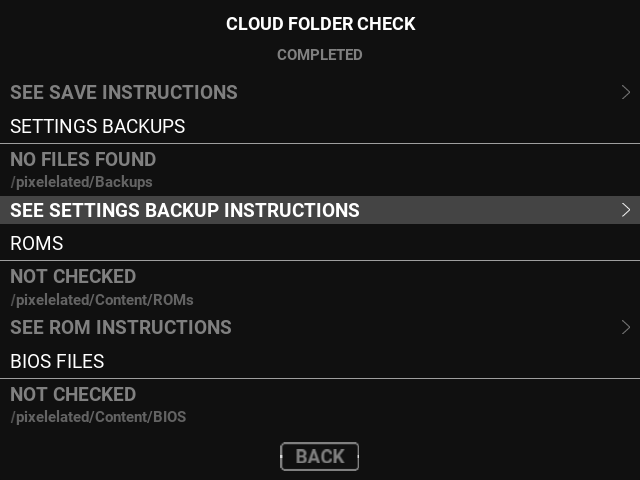 CLOUD FOLDER CHECK
COMPLETED
SEE SAVE INSTRUCTIONS
SETTINGS BACKUPS
NO FILES FOUND
/pixelelated/Backups
SEE SETTINGS BACKUP INSTRUCTIONS
ROMS
NOT CHECKED
/pixelelated/Content/ROMs
SEE ROM INSTRUCTIONS
BIOS FILES
NOT CHECKED
/pixelelated/Content/BIOS
BACK